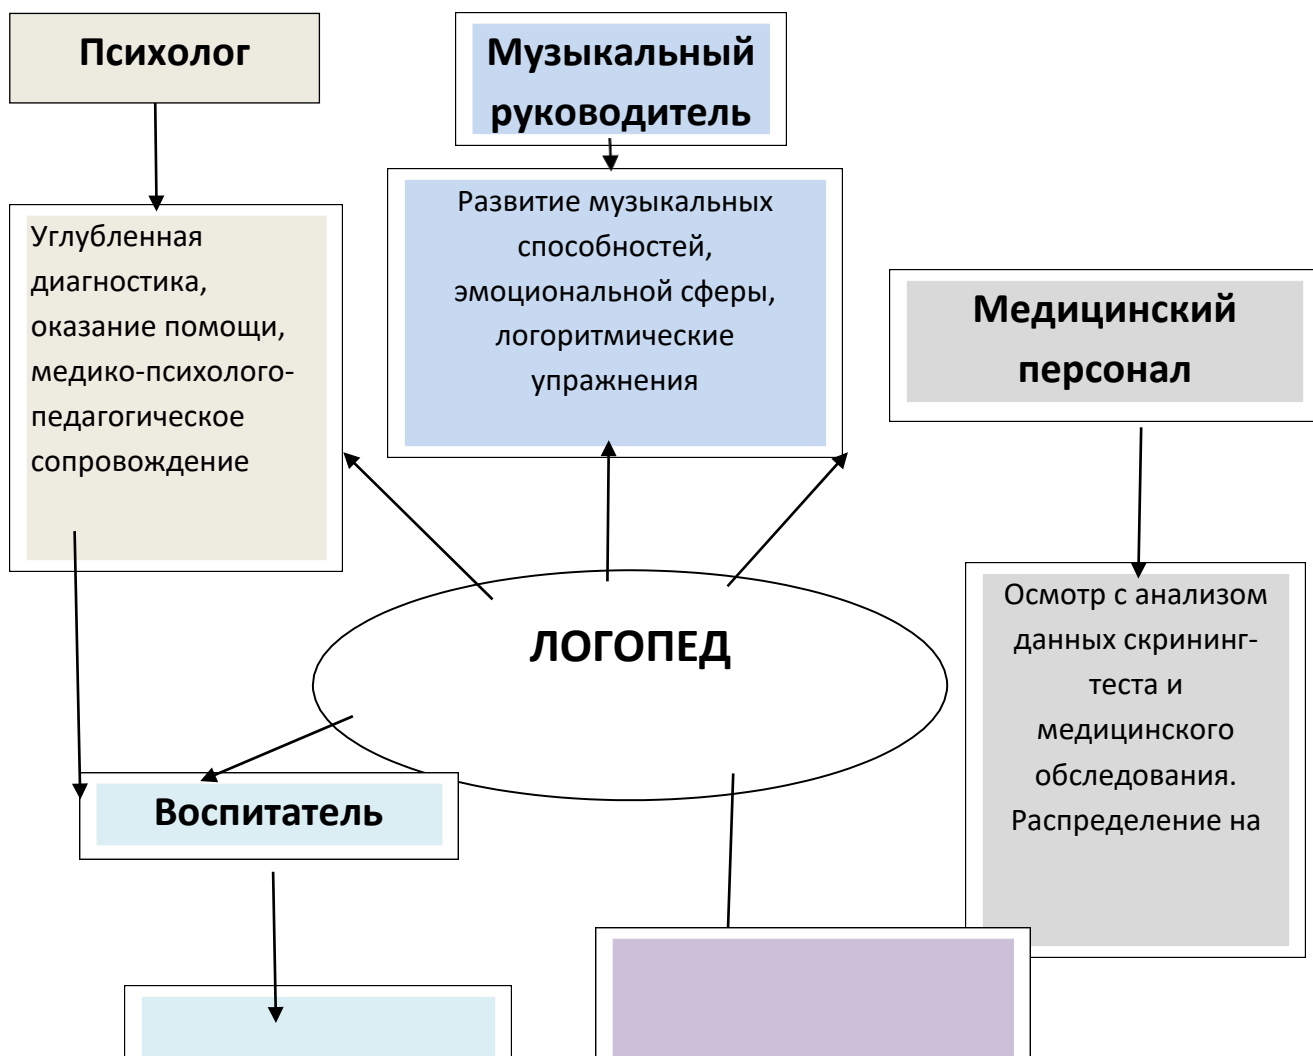 Психолог
Музыкальный
руководитель
Углубленная
диагностика,
оказание помощи,
медико-психолого-
педагогическое
сопровождение
Развитие музыкальных
способностей,
эмоциональной сферы,
логоритмические
упражнения
Медицинский
персонал
ЛОГОПЕД
Осмотр с анализом
данных скрининг-
теста и
медицинского
обследования.
Распределение на
Воспитатель